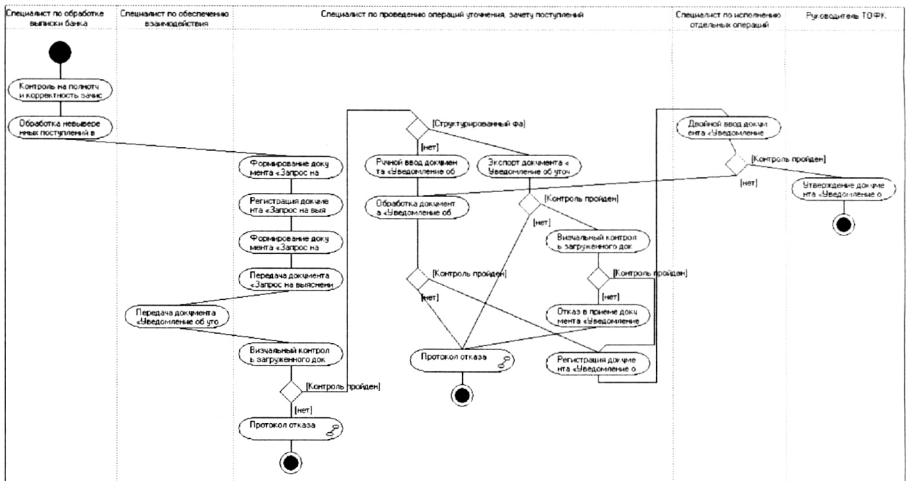 Специалист по обработке
выписки банка
Специалист по обеспечению
взаимодействия
Специалист по проведению операций уточнения, зачету поступлений
Специалист по исполнению
отдельных операций
Руководитель ТОФК
Контроль на полноту
и корректность зачис
Обработка невывере
нных поступлений в
Формирование доку
мента «Запрос на
Регистрация докуме
нта «Запрос на выя
Формирование доку
мента «Запрос на
Передача документа
«Запрос на выяснени
Передача документа
«Уведомление об уто
Визуальный контрол
ь загруженного док
[Контроль пройден]
[нет]
Протокол отказа
[Структурированный фа]
[нет]
Ручной ввод докумен
та «Уведомление об
Экспорт документа «
Уведомление об уточ
Обработка документ
а «Уведомление об
[Контроль пройден]
[нет]
Визуальный контрол
ь загруженного док
[Контроль пройден]
[нет]
[Контроль пройден]
[нет]
Отказ в приеме доку
мента «Уведомление
Протокол отказа
Регистрация докуме
нта «Уведомление о
Двойной ввод докум
ента «Уведомление
[Контроль пройден]
[нет]
Утверждение докуме
нта «Уведомление о